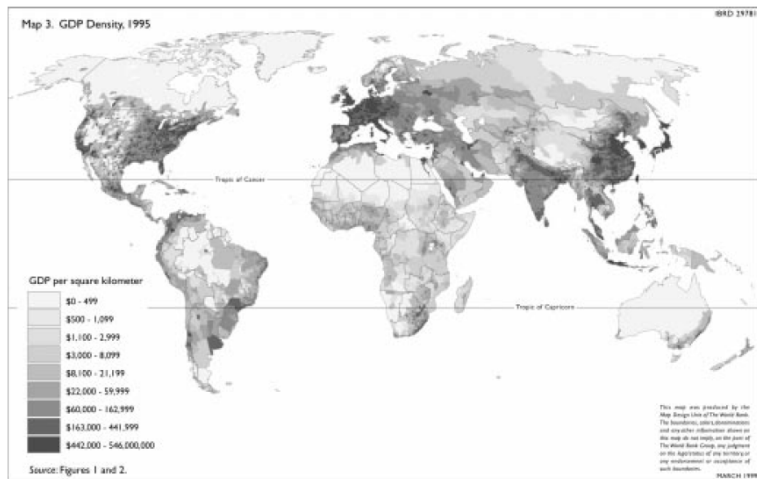 IBRD 29781
Map 3. GDP Density, 1995
Tropic of Cancer
Tropic of Capricorn
GDP per square kilometer
$0 - 499
$500 - 1,099
$1,100 - 2,999
$3,000 - 8,099
$8,100 - 21,199
$22,000 - 59,999
$60,000 - 162,999
$163,000 - 441,999
$442,000 - 546,000,000
Source: Figures 1 and 2.
This map was produced by the
Map Design Unit of The World Bank.
The boundaries, colors, denominations
and any other information shown on
this map do not imply, on the part of
The World Bank Group, any judgment
on the legal status of any territory, or
any endorsement or acceptance of
such boundaries.
MARCH 1999